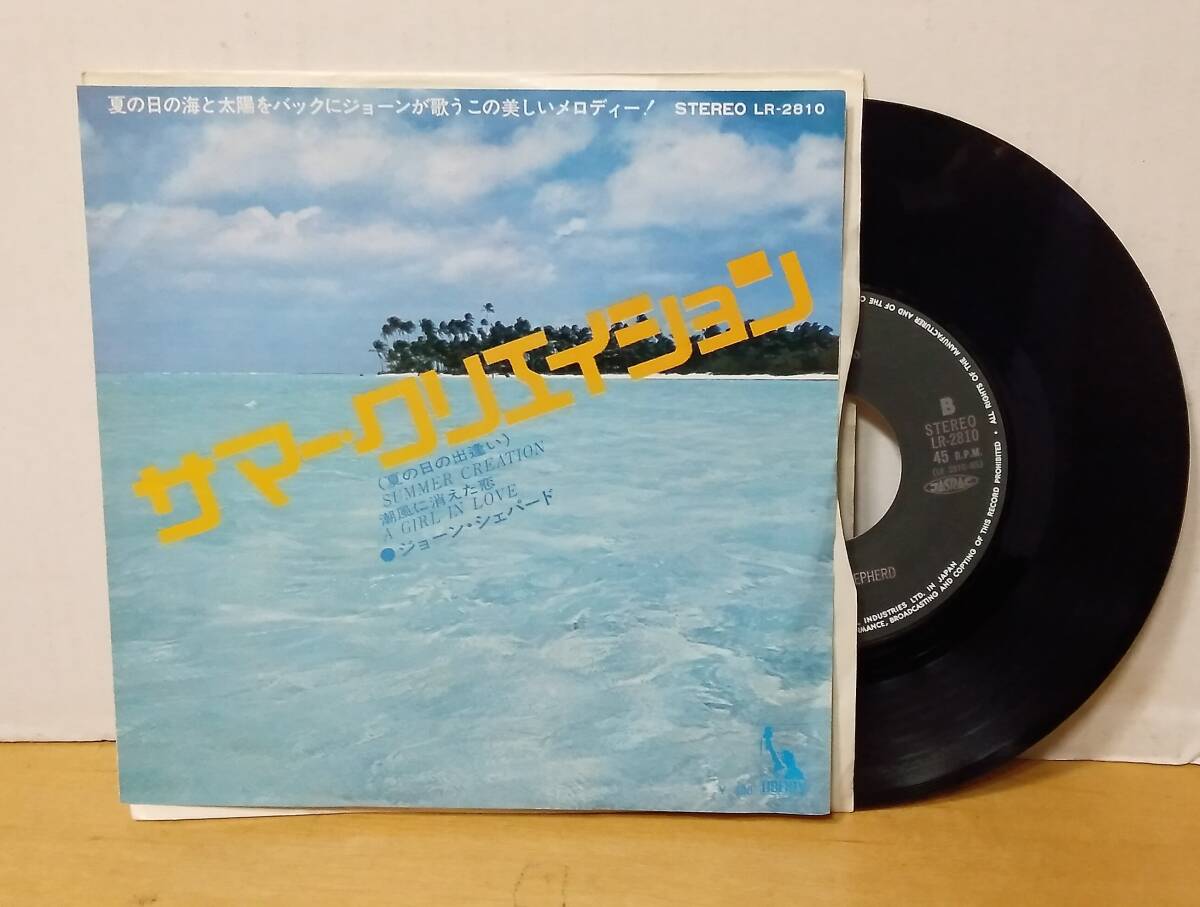 夏の日の海と太陽をバックにジョーンが歌うこの美しいメロディー! STEREO LR-2810
サマー・クリエイション
(夏の日の出逢い)
SUMMER CREATION
潮風に消えた恋
A GIRL IN LOVE
●ジョーン・シェパード
LIBERTY
B
STEREO
LR-2810
45 R.P.M.
JASRAC
EPHERD
ALL RIGHTS OF THE MANUFACTURER AND OF THE
INDUSTRIES LTD. IN JAPAN
RMANCE, BROADCASTING AND COPYING OF THIS RECORD PROHIBITED •